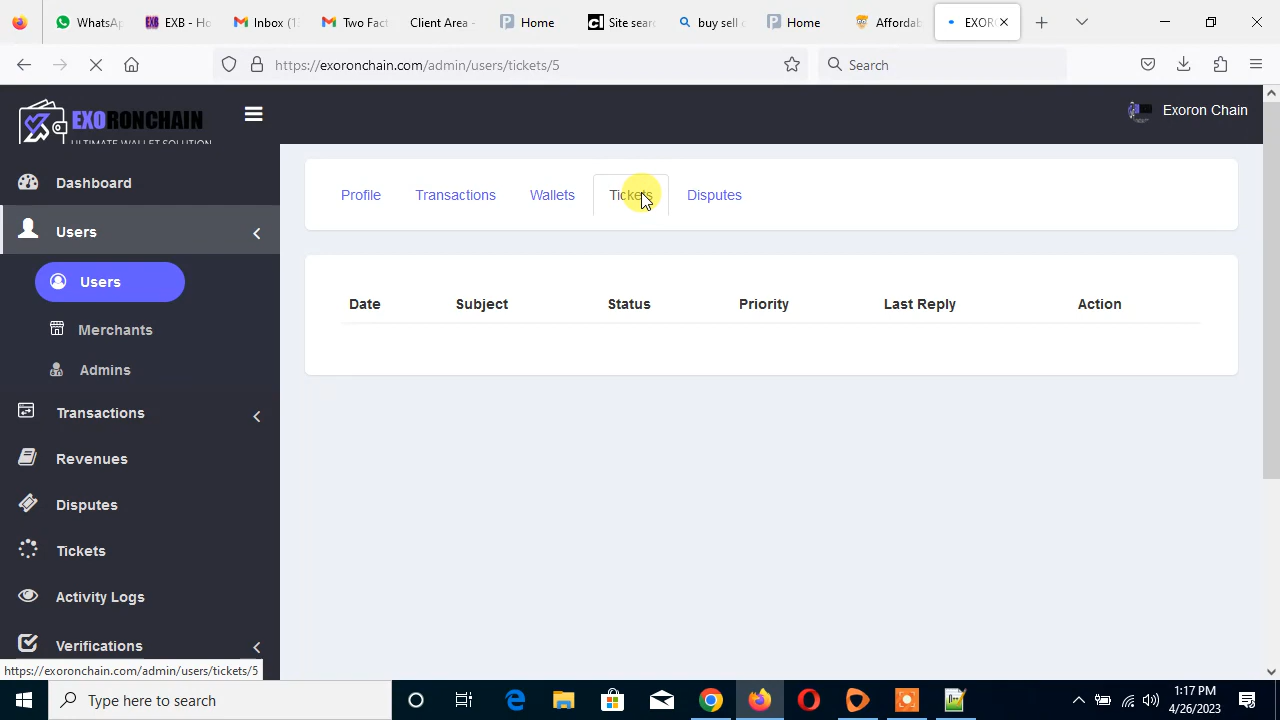 WhatsA
EXB - Ho
Inbox (1
Two Fact
Client Area -
Home
Site sear
buy sell
Home
Affordab
EXOR
https://exoronchain.com/admin/users/tickets/5
Search
EXORONCHAIN
ULTIMATE WALLET SOLUTION
Exoron Chain
Dashboard
Users
Users
Merchants
Admins
Transactions
Revenues
Disputes
Tickets
Activity Logs
Verifications
Profile Transactions Wallets Tickets Disputes
Date Subject Status Priority Last Reply Action
https://exoronchain.com/admin/users/tickets/5
Type here to search
1:17 PM
4/26/2023